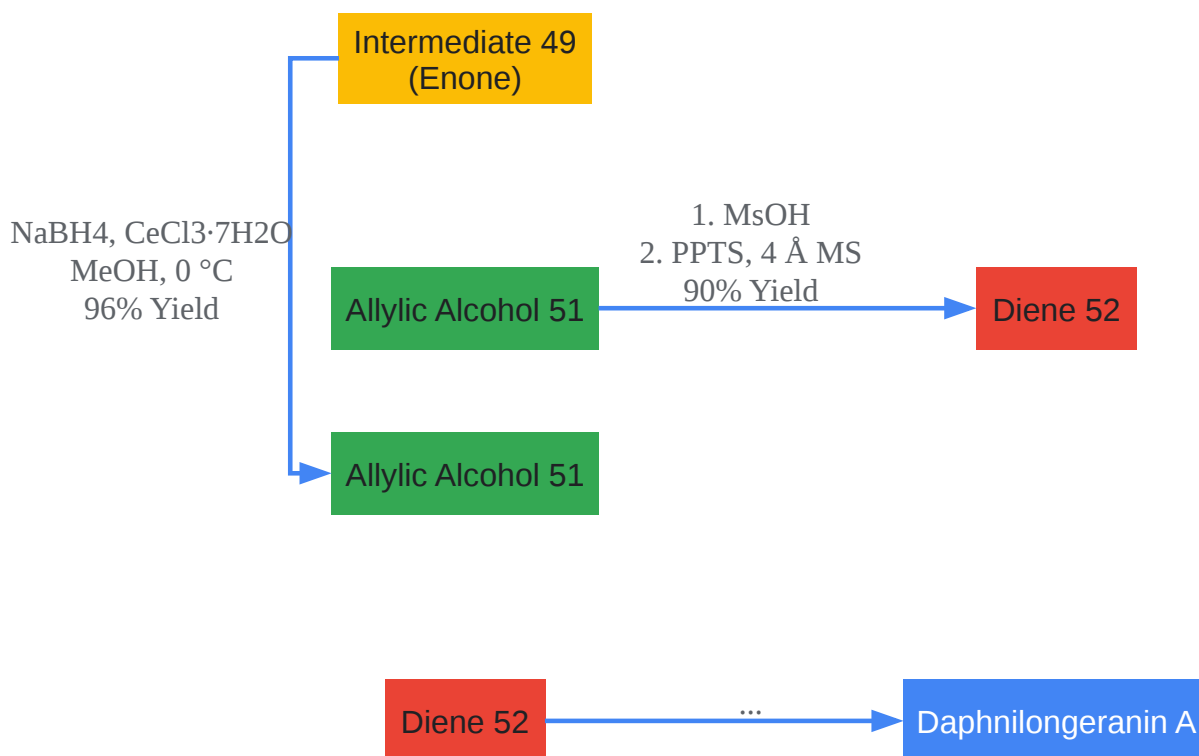 Intermediate 49
(Enone)
NaBH4, CeCl3·7H2O
MeOH, 0 °C
96% Yield
1. MsOH
2. PPTS, 4 Å MS
90% Yield
Allylic Alcohol 51
Diene 52
Allylic Alcohol 51
Diene 52
...
Daphnilongeranin A